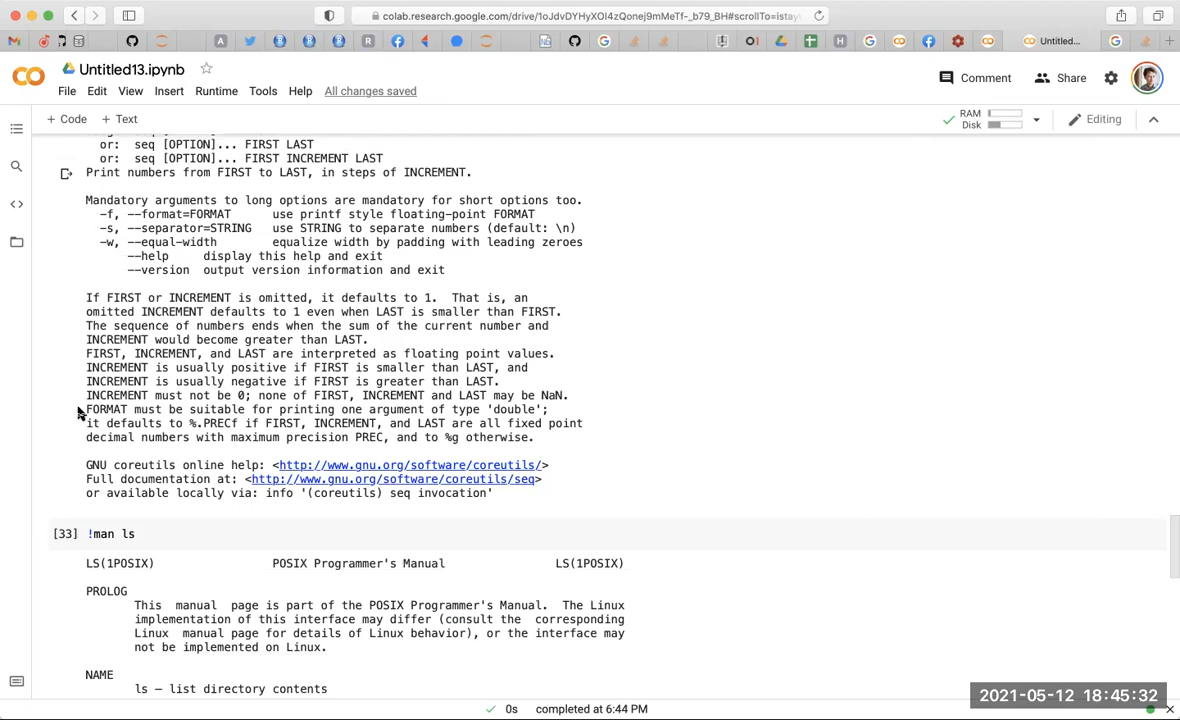 colab.research.google.com/drive/1oJdvDYHyXOI4zQonej9mMeTf-_b79_BH#scrollTo=istay
Untitled...
Untitled13.ipynb
File Edit View Insert Runtime Tools Help All changes saved
Comment Share
+ Code + Text
RAM
Disk
Editing
or: seq [OPTION]... FIRST LAST
or: seq [OPTION]... FIRST INCREMENT LAST
Print numbers from FIRST to LAST, in steps of INCREMENT.
Mandatory arguments to long options are mandatory for short options too.
-f, --format=FORMAT use printf style floating-point FORMAT
-s, --separator=STRING use STRING to separate numbers (default: \n)
-w, --equal-width equalize width by padding with leading zeroes
--help display this help and exit
--version output version information and exit
If FIRST or INCREMENT is omitted, it defaults to 1. That is, an
omitted INCREMENT defaults to 1 even when LAST is smaller than FIRST.
The sequence of numbers ends when the sum of the current number and
INCREMENT would become greater than LAST.
FIRST, INCREMENT, and LAST are interpreted as floating point values.
INCREMENT is usually positive if FIRST is smaller than LAST, and
INCREMENT is usually negative if FIRST is greater than LAST.
INCREMENT must not be 0; none of FIRST, INCREMENT and LAST may be NaN.
FORMAT must be suitable for printing one argument of type 'double';
it defaults to %.PRECf if FIRST, INCREMENT, and LAST are all fixed point
decimal numbers with maximum precision PREC, and to %g otherwise.
GNU coreutils online help: <http://www.gnu.org/software/coreutils/>
Full documentation at: <http://www.gnu.org/software/coreutils/seq>
or available locally via: info '(coreutils) seq invocation'
[33] !man ls
LS(1POSIX) POSIX Programmer's Manual LS(1POSIX)
PROLOG
This manual page is part of the POSIX Programmer's Manual. The Linux
implementation of this interface may differ (consult the corresponding
Linux manual page for details of Linux behavior), or the interface may
not be implemented on Linux.
NAME
ls – list directory contents
2021-05-12 18:45:32
0s completed at 6:44 PM